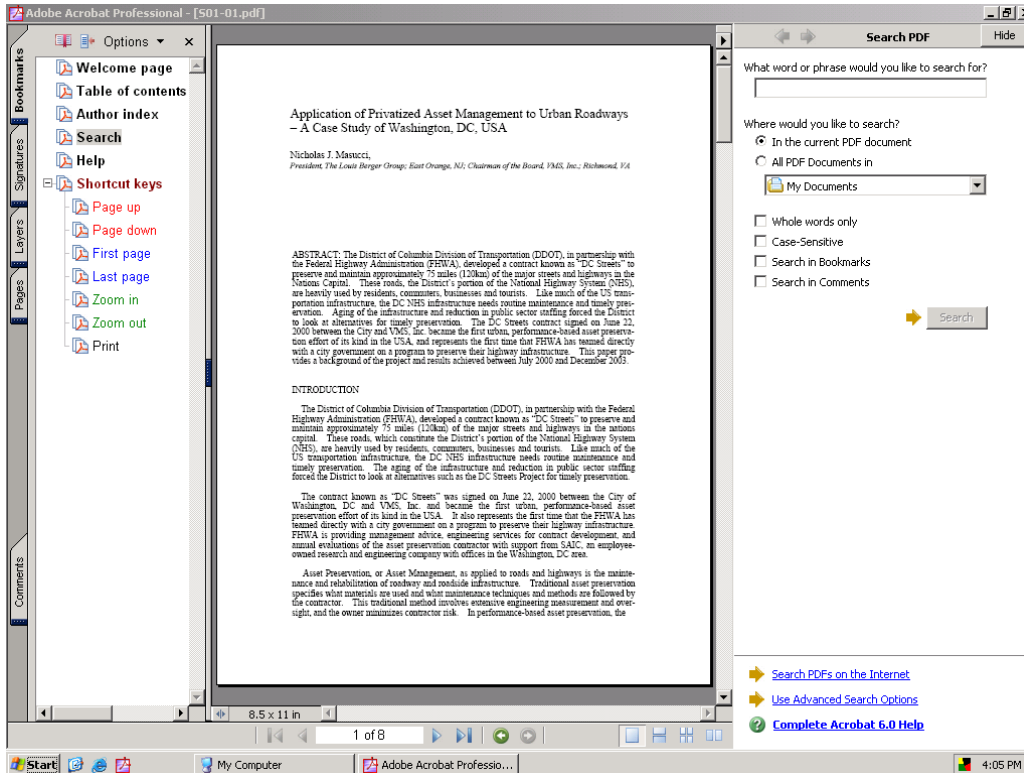 Adobe Acrobat Professional - [S01-01.pdf]
Options
Bookmarks
Signatures
Layers
Pages
Comments
Welcome page
Table of contents
Author index
Search
Help
Shortcut keys
Page up
Page down
First page
Last page
Zoom in
Zoom out
Print
Application of Privatized Asset Management to Urban Roadways
– A Case Study of Washington, DC, USA
Nicholas J. Masucci,
President, The Louis Berger Group; East Orange, NJ; Chairman of the Board, VMS, Inc.; Richmond, VA
ABSTRACT: The District of Columbia Division of Transportation (DDOT), in partnership with
the Federal Highway Administration (FHWA), developed a contract known as "DC Streets" to
preserve and maintain approximately 75 miles (120km) of the major streets and highways in the
Nations Capital. These roads, the District's portion of the National Highway System (NHS),
are heavily used by residents, commuters, businesses and tourists. Like much of the US trans-
portation infrastructure, the DC NHS infrastructure needs routine maintenance and timely pres-
ervation. Aging of the infrastructure and reduction in public sector staffing forced the District
to look at alternatives for timely preservation. The DC Streets contract signed on June 22,
2000 between the City and VMS, Inc. became the first urban, performance-based asset preserva-
tion effort of its kind in the USA, and represents the first time that FHWA has teamed directly
with a city government on a program to preserve their highway infrastructure. This paper pro-
vides a background of the project and results achieved between July 2000 and December 2003.
INTRODUCTION
The District of Columbia Division of Transportation (DDOT), in partnership with the Federal
Highway Administration (FHWA), developed a contract known as "DC Streets" to preserve and
maintain approximately 75 miles (120km) of the major streets and highways in the nations
capital. These roads, which constitute the District's portion of the National Highway System
(NHS), are heavily used by residents, commuters, businesses and tourists. Like much of the
US transportation infrastructure, the DC NHS infrastructure needs routine maintenance and
timely preservation. The aging of the infrastructure and reduction in public sector staffing
forced the District to look at alternatives such as the DC Streets Project for timely preservation.
The contract known as "DC Streets" was signed on June 22, 2000 between the City of
Washington, DC and VMS, Inc. and became the first urban, performance-based asset
preservation effort of its kind in the USA. It also represents the first time that the FHWA has
teamed directly with a city government on a program to preserve their highway infrastructure.
FHWA is providing management advice, engineering services for contract development, and
annual evaluations of the asset preservation contractor with support from SAIC, an employee-
owned research and engineering company with offices in the Washington, DC area.
Asset Preservation, or Asset Management, as applied to roads and highways is the mainte-
nance and rehabilitation of roadway and roadside infrastructure. Traditional asset preservation
specifies what materials are used and what maintenance techniques and methods are followed by
the contractor. This traditional method involves extensive engineering measurement and over-
sight, and the owner minimizes contractor risk. In performance-based asset preservation, the
8.5 x 11 in
1 of 8
Search PDF
Hide
What word or phrase would you like to search for?
Where would you like to search?
In the current PDF document
All PDF Documents in
My Documents
Whole words only
Case-Sensitive
Search in Bookmarks
Search in Comments
Search
Search PDFs on the Internet
Use Advanced Search Options
Complete Acrobat 6.0 Help
Start
My Computer
Adobe Acrobat Professio...
4:05 PM